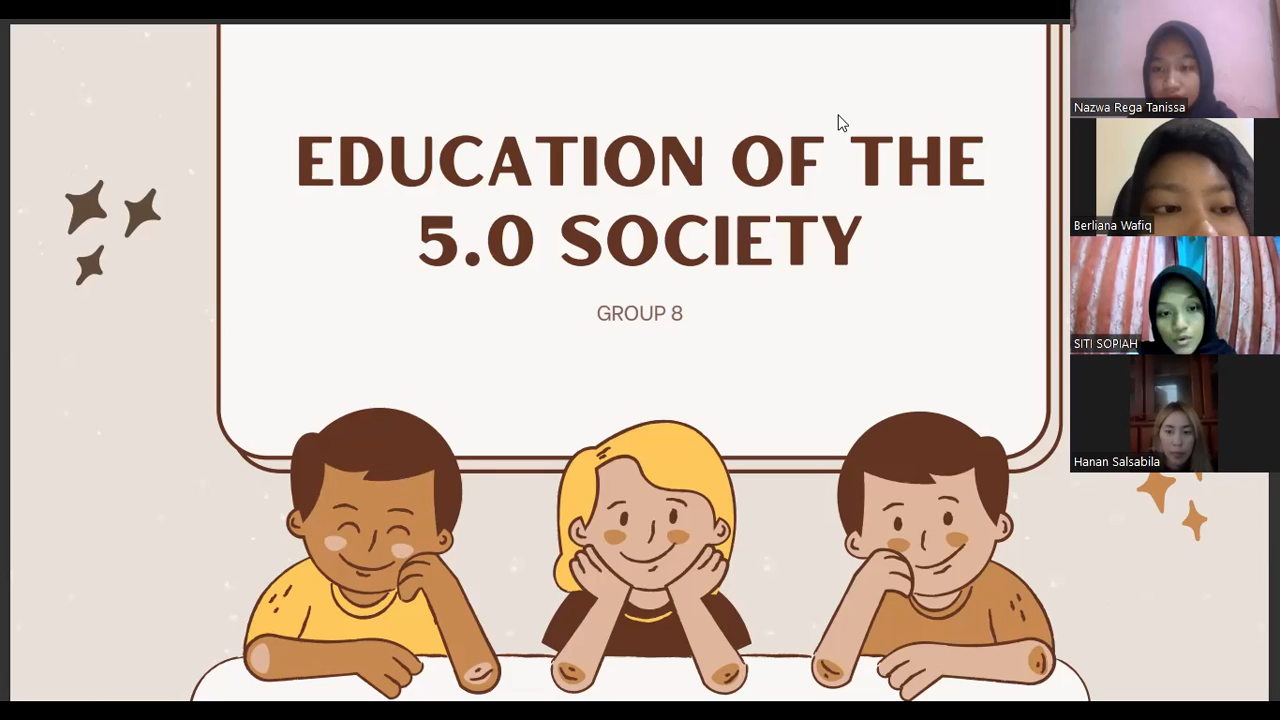 EDUCATION OF THE
5.0 SOCIETY
GROUP 8
Nazwa Rega Tanissa
Berliana Wafiq
SITI SOPIAH
Hanan Salsabila